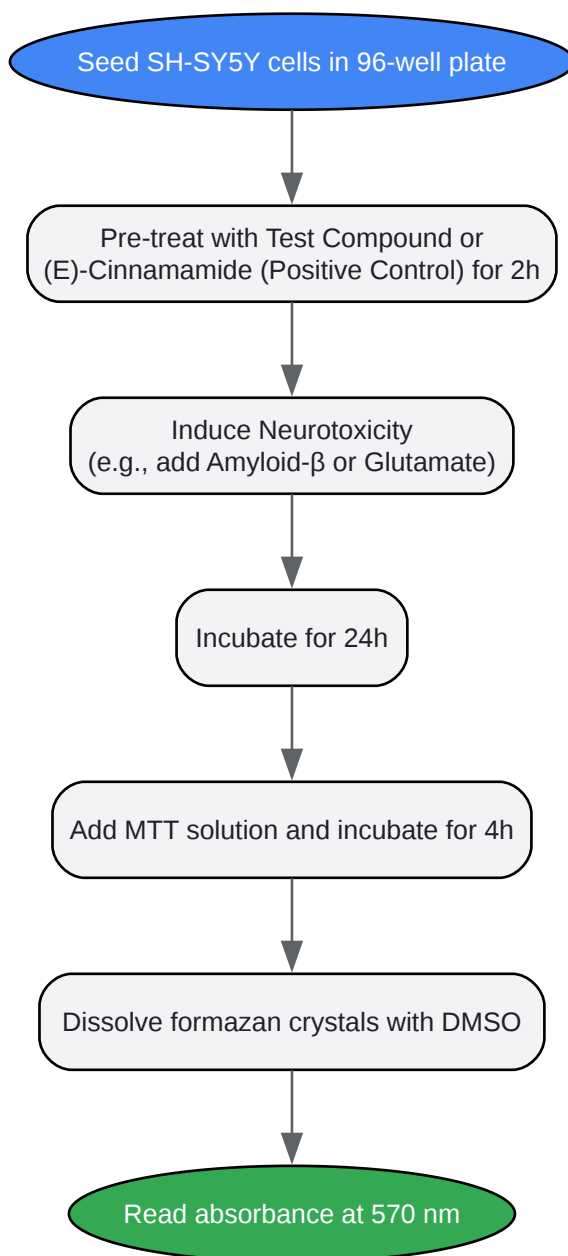 Seed SH-SY5Y cells in 96-well plate
Pre-treat with Test Compound or
(E)-Cinnamamide (Positive Control) for 2h
Induce Neurotoxicity
(e.g., add Amyloid-β or Glutamate)
Incubate for 24h
Add MTT solution and incubate for 4h
Dissolve formazan crystals with DMSO
Read absorbance at 570 nm